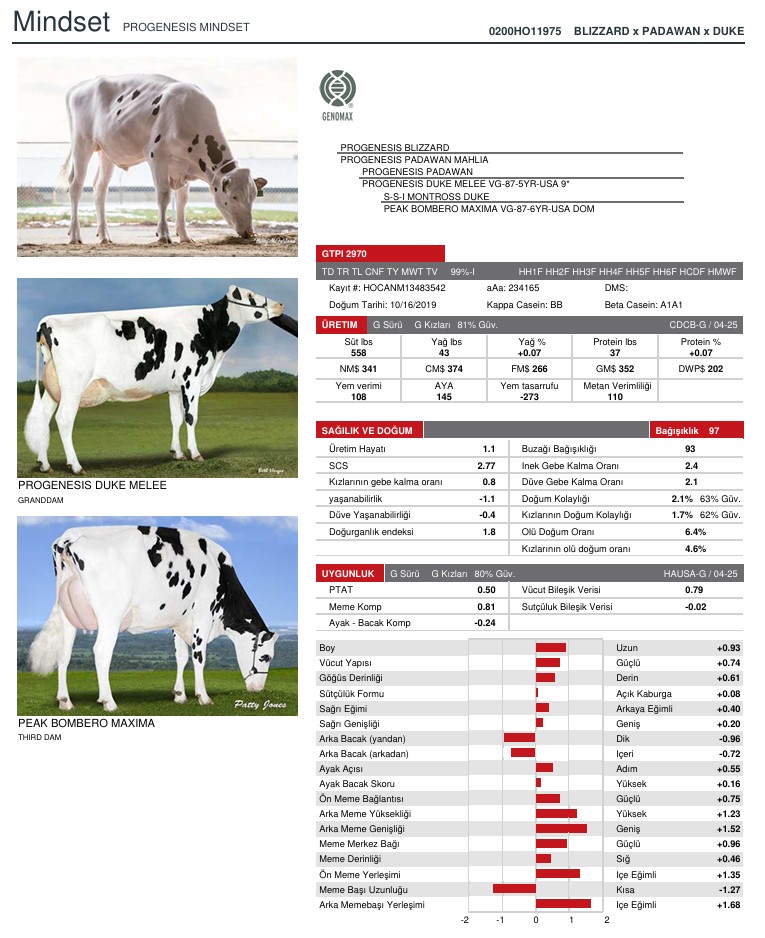 Mindset PROGENESIS MINDSET
0200HO11975 BLIZZARD x PADAWAN x DUKE
GENOMAX
PROGENESIS BLIZZARD
PROGENESIS PADAWAN MAHLIA
PROGENESIS PADAWAN
PROGENESIS DUKE MELEE VG-87-5YR-USA 9*
S-S-I MONTROSS DUKE
PEAK BOMBERO MAXIMA VG-87-6YR-USA DOM
PROGENESIS DUKE MELEE
GRANDDAM
Patty Jones
PEAK BOMBERO MAXIMA
THIRD DAM
GTPI 2970
TD TR TL CNF TY MWT TV 99%-I HH1F HH2F HH3F HH4F HH5F HH6F HCDF HMWF
Kayıt #: HOCANM13483542 aAa: 234165 DMS:
Doğum Tarihi: 10/16/2019 Kappa Casein: BB Beta Casein: A1A1
ÜRETIM G Sürü G Kızları 81% Güv. CDCB-G / 04-25
Süt lbs Yağ lbs Yağ % Protein lbs Protein %
558 43 +0.07 37 +0.07
NM$ 341 CM$ 374 FM$ 266 GM$ 352 DWP$ 202
Yem verimi AYA Yem tasarrufu Metan Verimliliği
108 145 -273 110
SAĞILIK VE DOĞUM Bağışıklık 97
Üretim Hayatı 1.1 Buzağı Bağışıklığı 93
SCS 2.77 Inek Gebe Kalma Oranı 2.4
Kızlarının gebe kalma oranı 0.8 Düve Gebe Kalma Oranı 2.1
yaşanabilirlik -1.1 Doğum Kolaylığı 2.1% 63% Güv.
Düve Yaşanabilirliği -0.4 Kızlarının Doğum Kolaylığı 1.7% 62% Güv.
Doğurganlık endeksi 1.8 Olü Doğum Oranı 6.4%
Kızlarının olü doğum oranı 4.6%
UYGUNLUK G Sürü G Kızları 80% Güv. HAUSA-G / 04-25
PTAT 0.50 Vücut Bileşik Verisi 0.79
Meme Komp 0.81 Sutçüluk Bileşik Verisi -0.02
Ayak - Bacak Komp -0.24
Boy Uzun +0.93
Vücut Yapısı Güçlü +0.74
Göğüs Derinliği Derin +0.61
Sütçülük Formu Açık Kaburga +0.08
Sağrı Eğimi Arkaya Eğimli +0.40
Sağrı Genişliği Geniş +0.20
Arka Bacak (yandan) Dik -0.96
Arka Bacak (arkadan) Içeri -0.72
Ayak Açısı Adım +0.55
Ayak Bacak Skoru Yüksek +0.16
Ön Meme Bağlantısı Güçlü +0.75
Arka Meme Yüksekliği Yüksek +1.23
Arka Meme Genişliği Geniş +1.52
Meme Merkez Bağı Güçlü +0.96
Meme Derinliği Sığ +0.46
Ön Meme Yerleşimi Içe Eğimli +1.35
Meme Başı Uzunluğu Kısa -1.27
Arka Memebaşı Yerleşimi Içe Eğimli +1.68
-2 -1 0 1 2